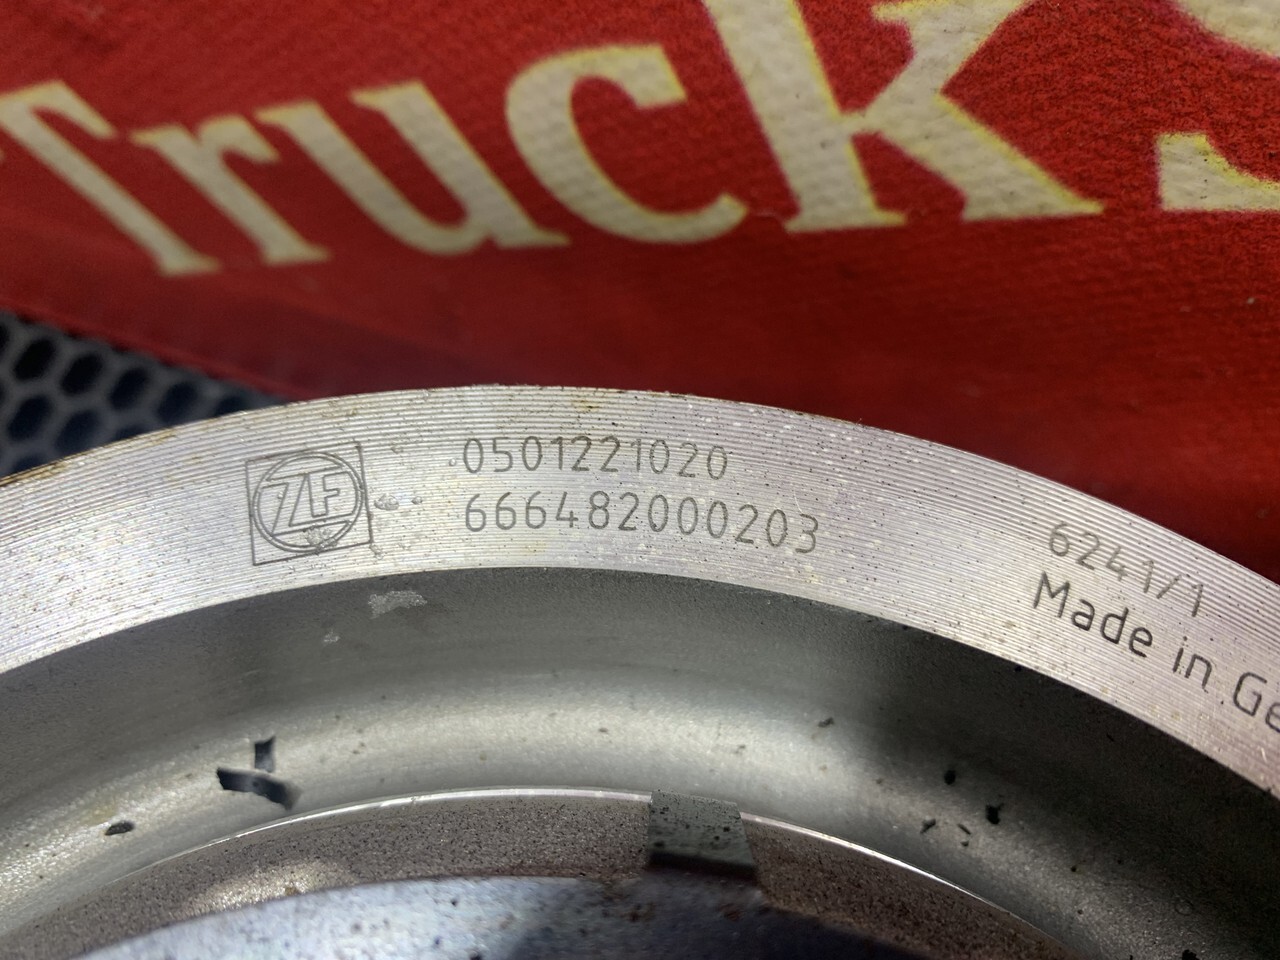 Truck S
ZF
0501221020
666482000203
6241/1
Made in Ge